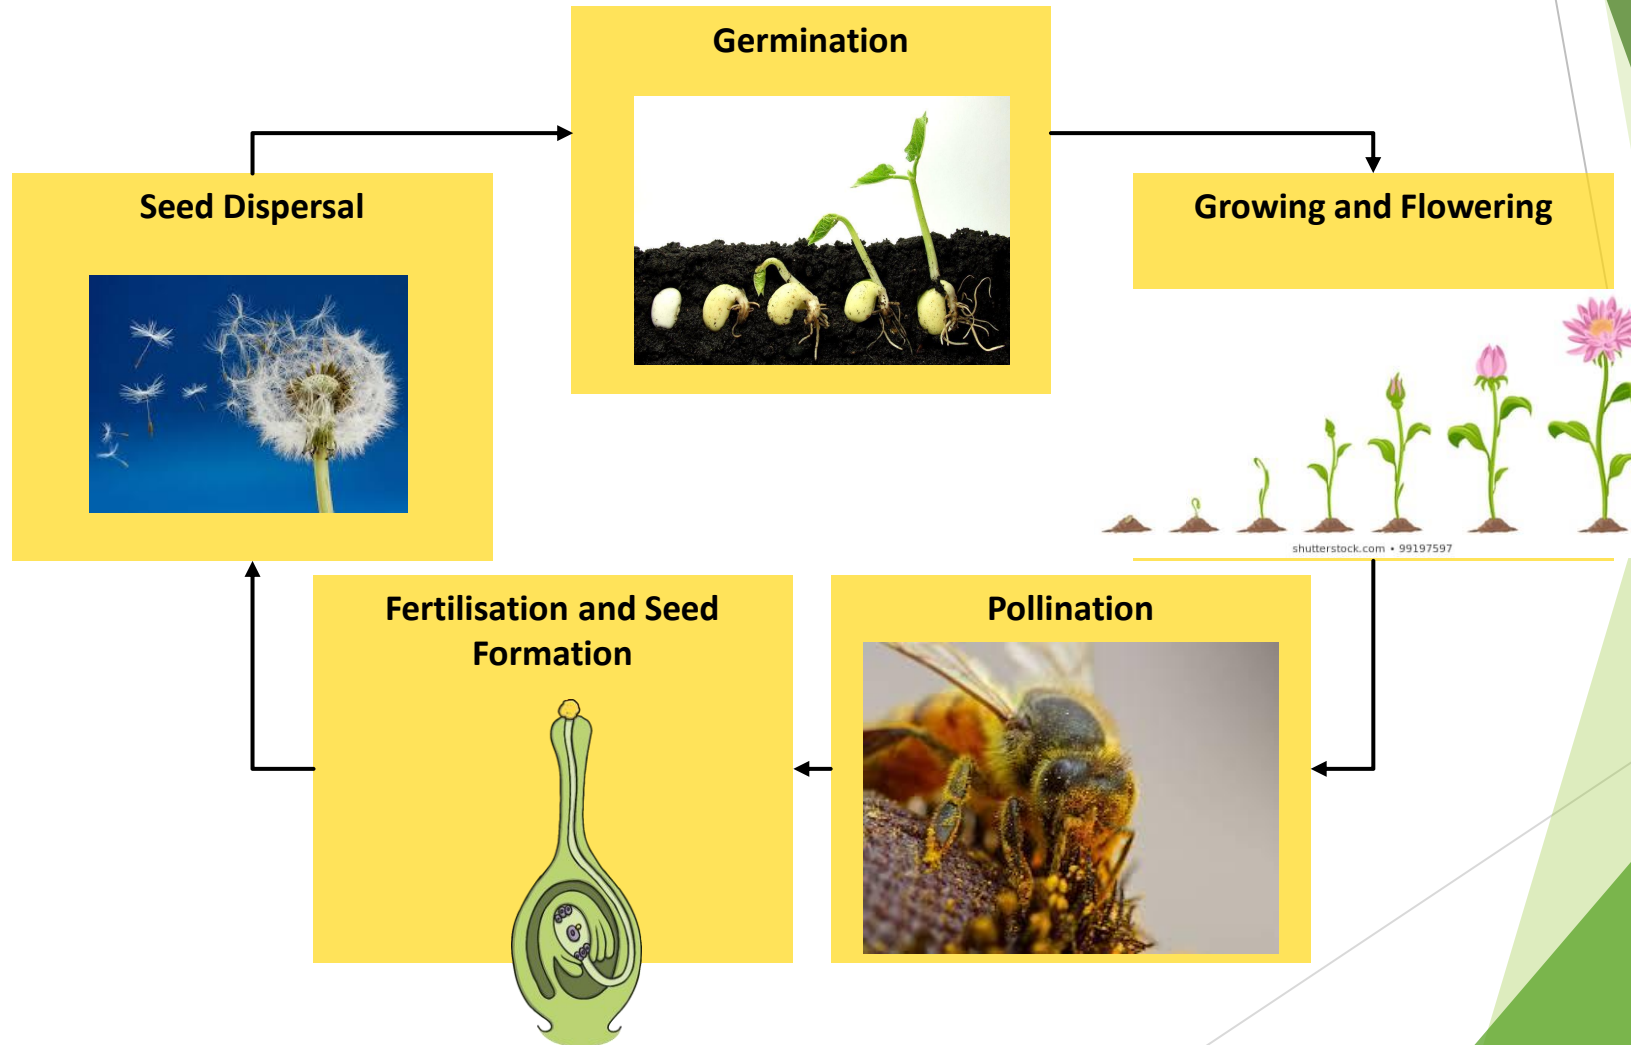 Germination
Seed Dispersal
Growing and Flowering
shutterstock.com • 99197597
Fertilisation and Seed
Formation
Pollination